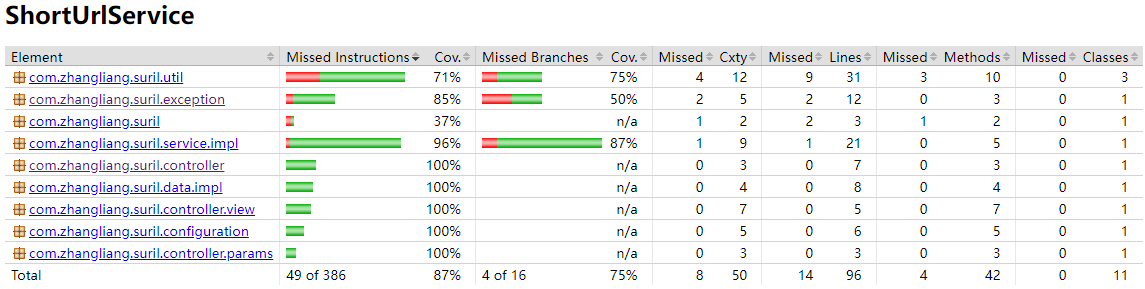 ShortUrlService
Element Missed Instructions Cov. Missed Branches Cov. Missed Cxty Missed Lines Missed Methods Missed Classes
com.zhangliang.suril.util 71% 75% 4 12 9 31 3 10 0 3
com.zhangliang.suril.exception 85% 50% 2 5 2 12 0 3 0 1
com.zhangliang.suril 37% n/a 1 2 2 3 1 2 0 1
com.zhangliang.suril.service.impl 96% 87% 1 9 1 21 0 5 0 1
com.zhangliang.suril.controller 100% n/a 0 3 0 7 0 3 0 1
com.zhangliang.suril.data.impl 100% n/a 0 4 0 8 0 4 0 1
com.zhangliang.suril.controller.view 100% n/a 0 7 0 5 0 7 0 1
com.zhangliang.suril.configuration 100% n/a 0 5 0 6 0 5 0 1
com.zhangliang.suril.controller.params 100% n/a 0 3 0 3 0 3 0 1
Total 49 of 386 87% 4 of 16 75% 8 50 14 96 4 42 0 11